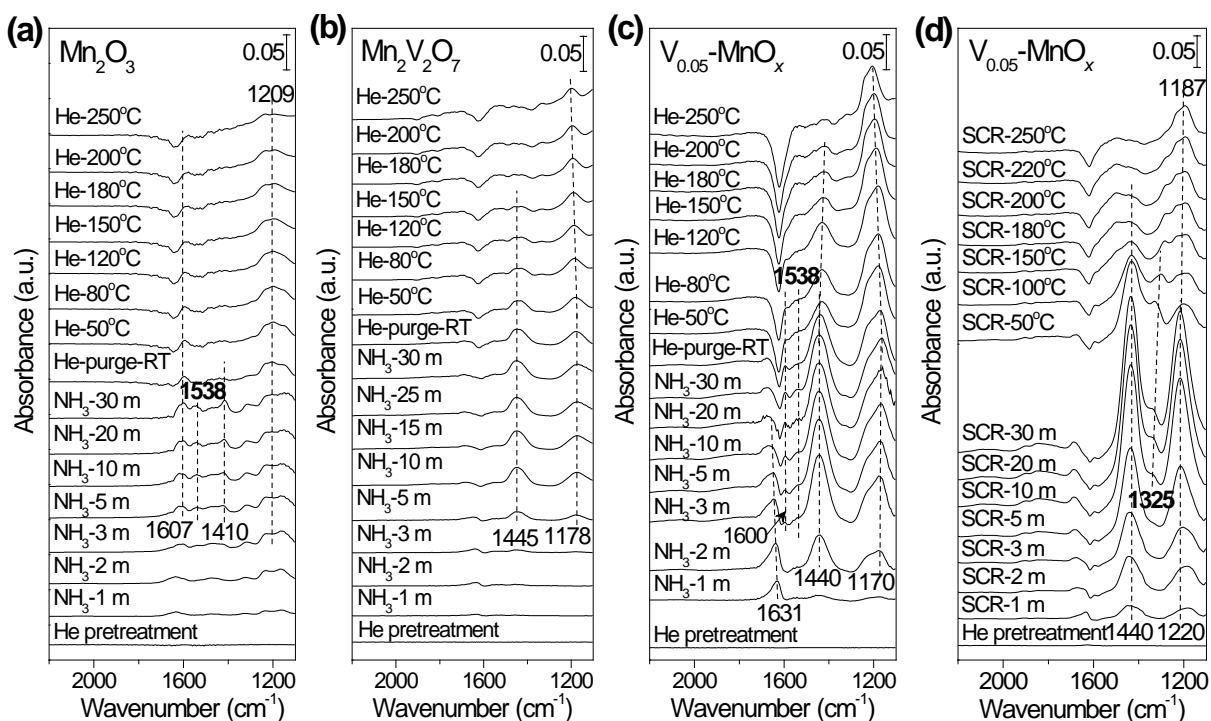 (a)
Mn2O3
0.05
1209
He-250°C
He-200°C
He-180°C
He-150°C
He-120°C
He-80°C
He-50°C
He-purge-RT
1538
NH3-30 m
NH3-20 m
NH3-10 m
NH3-5 m
1607
1410
NH3-3 m
NH3-2 m
NH3-1 m
He pretreatment
2000 1600 1200
Wavenumber (cm-1)
Absorbance (a.u.)
(b)
Mn2V2O7
0.05
He-250°C
He-200°C
He-180°C
He-150°C
He-120°C
He-80°C
He-50°C
He-purge-RT
NH3-30 m
NH3-25 m
NH3-15 m
NH3-10 m
NH3-5 m
NH3-3 m
1445
1178
NH3-2 m
NH3-1 m
He pretreatment
2000 1600 1200
Wavenumber (cm-1)
Absorbance (a.u.)
(c)
V0.05-MnOx
0.05
He-250°C
He-200°C
He-180°C
He-150°C
He-120°C
1538
He-80°C
He-50°C
He-purge-RT
NH3-30 m
NH3-20 m
NH3-10 m
NH3-5 m
NH3-3 m
1600
NH3-2 m
1440
1170
NH3-1 m
1631
He pretreatment
2000 1600 1200
Wavenumber (cm-1)
Absorbance (a.u.)
(d)
V0.05-MnOx
0.05
1187
SCR-250°C
SCR-220°C
SCR-200°C
SCR-180°C
SCR-150°C
SCR-100°C
SCR-50°C
SCR-30 m
SCR-20 m
SCR-10 m
1325
SCR-5 m
SCR-3 m
SCR-2 m
SCR-1 m
He pretreatment
1440
1220
2000 1600 1200
Wavenumber (cm-1)
Absorbance (a.u.)